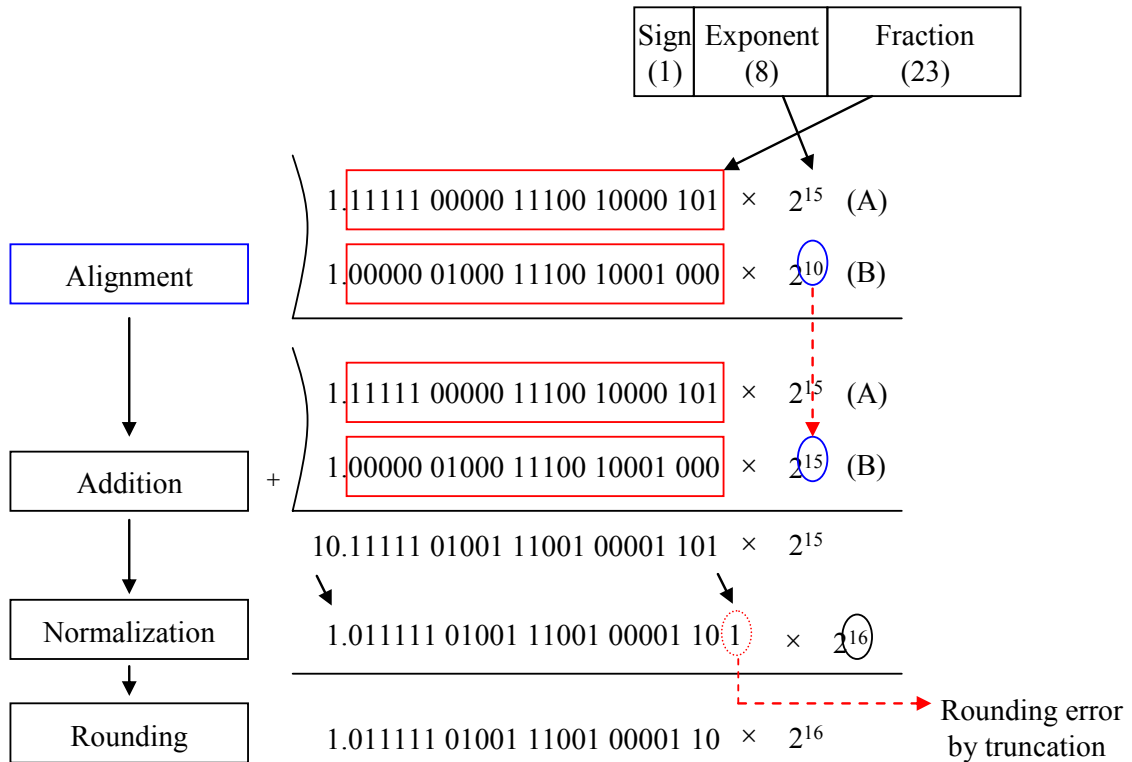 Sign Exponent Fraction
(1) (8) (23)
1.11111 00000 11100 10000 101 × 2^15 (A)
Alignment 1.00000 01000 11100 10001 000 × 2^10 (B)
1.11111 00000 11100 10000 101 × 2^15 (A)
Addition + 1.00000 01000 11100 10001 000 × 2^15 (B)
10.11111 01001 11001 00001 101 × 2^15
Normalization 1.011111 01001 11001 00001 10 1 × 2^16
Rounding 1.011111 01001 11001 00001 10 × 2^16
Rounding error
by truncation